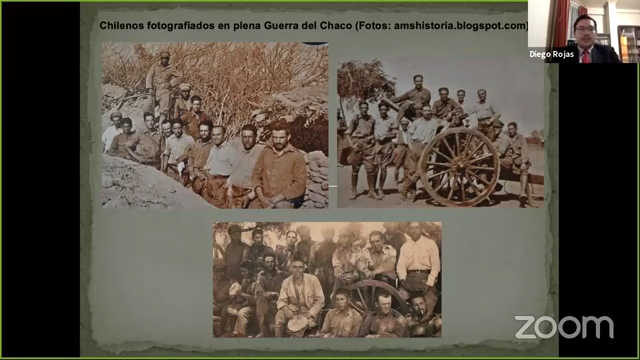 Chilenos fotografiados en plena Guerra del Chaco (Fotos: amshistoria.blogspot.com)
Diego Rojas
zoom